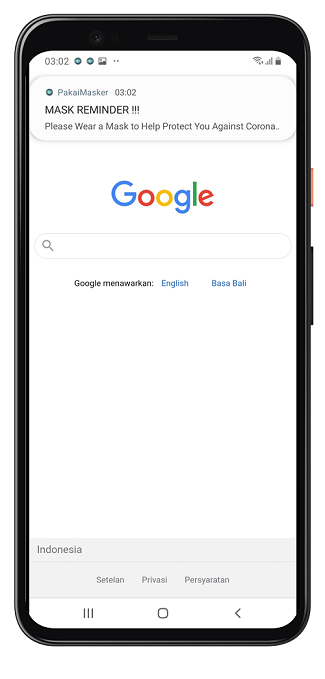 03:02
PakaiMasker 03:02
MASK REMINDER !!!
Please Wear a Mask to Help Protect You Against Corona..
Google
Google menawarkan: English Basa Bali
Indonesia
Setelan Privasi Persyaratan